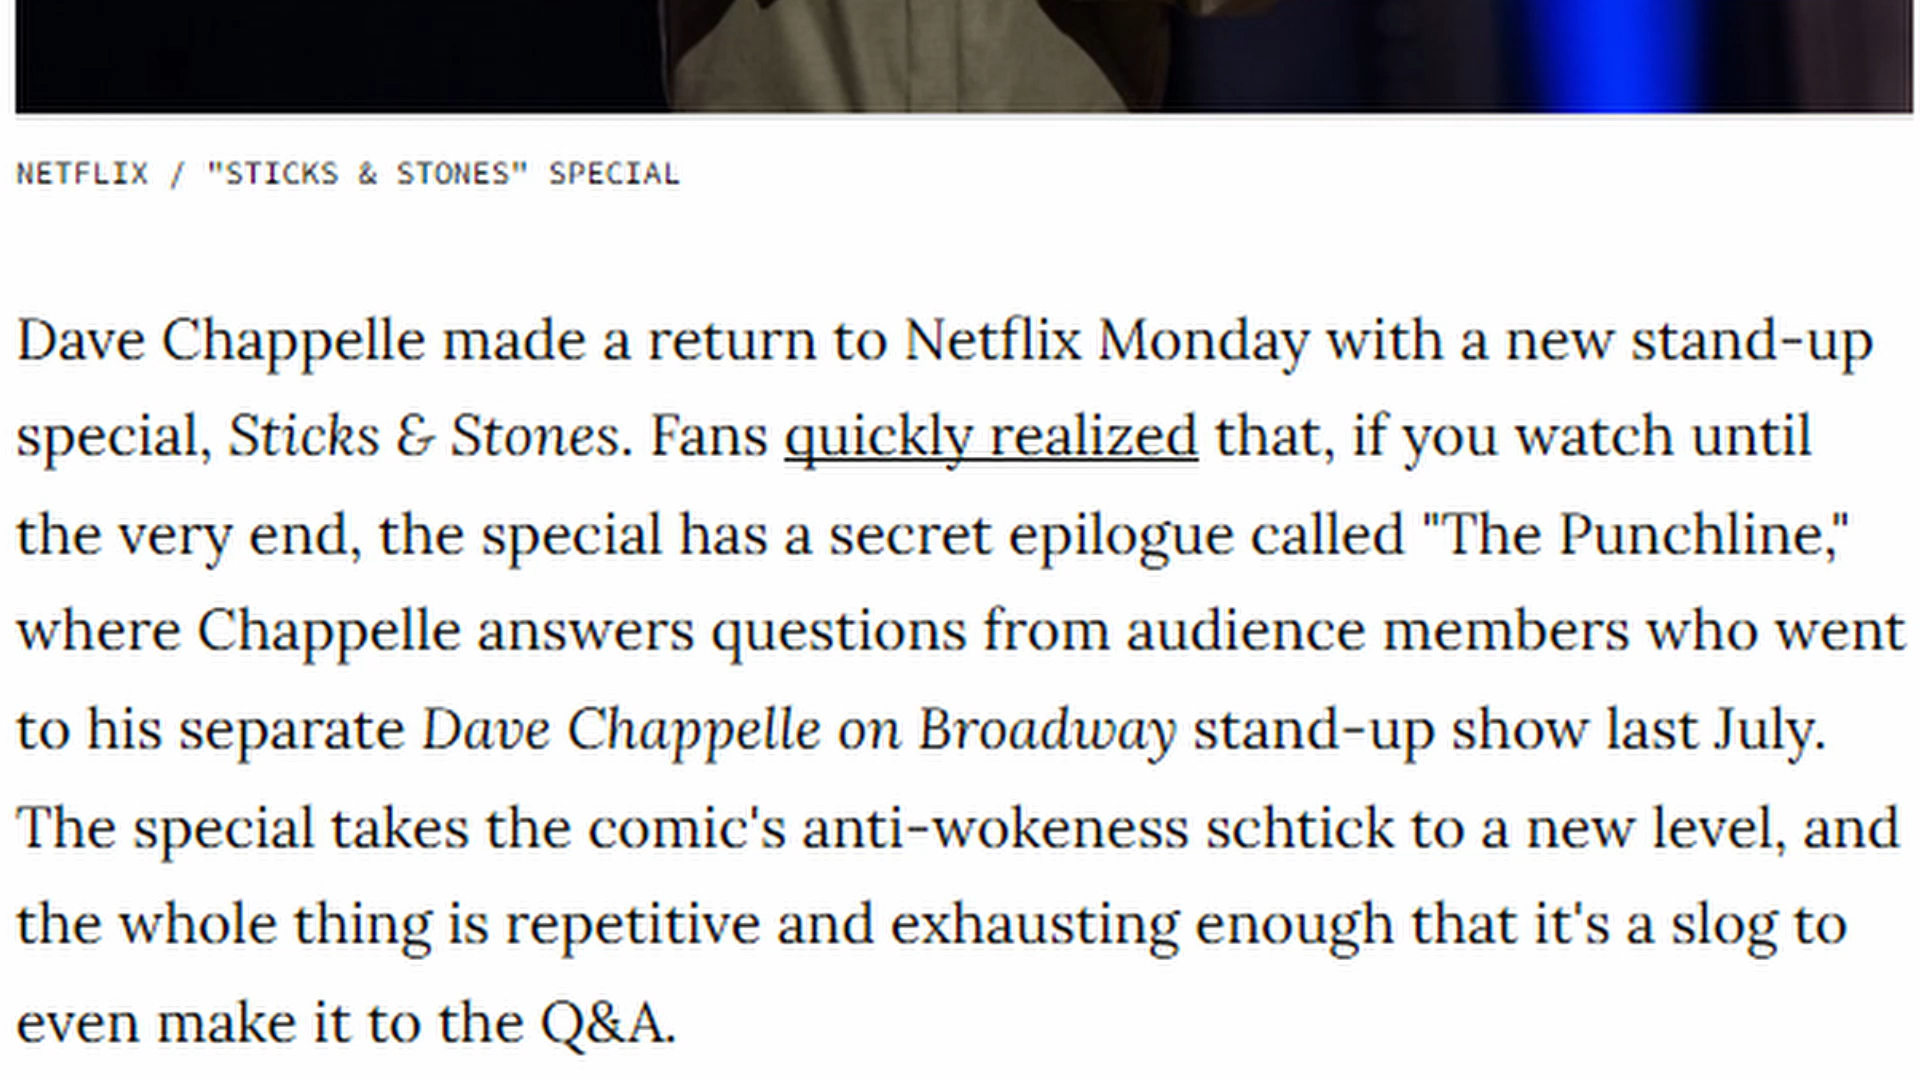 NETFLIX / "STICKS & STONES" SPECIAL
Dave Chappelle made a return to Netflix Monday with a new stand-up
special, Sticks & Stones. Fans quickly realized that, if you watch until
the very end, the special has a secret epilogue called "The Punchline,"
where Chappelle answers questions from audience members who went
to his separate Dave Chappelle on Broadway stand-up show last July.
The special takes the comic's anti-wokeness schtick to a new level, and
the whole thing is repetitive and exhausting enough that it's a slog to
even make it to the Q&A.